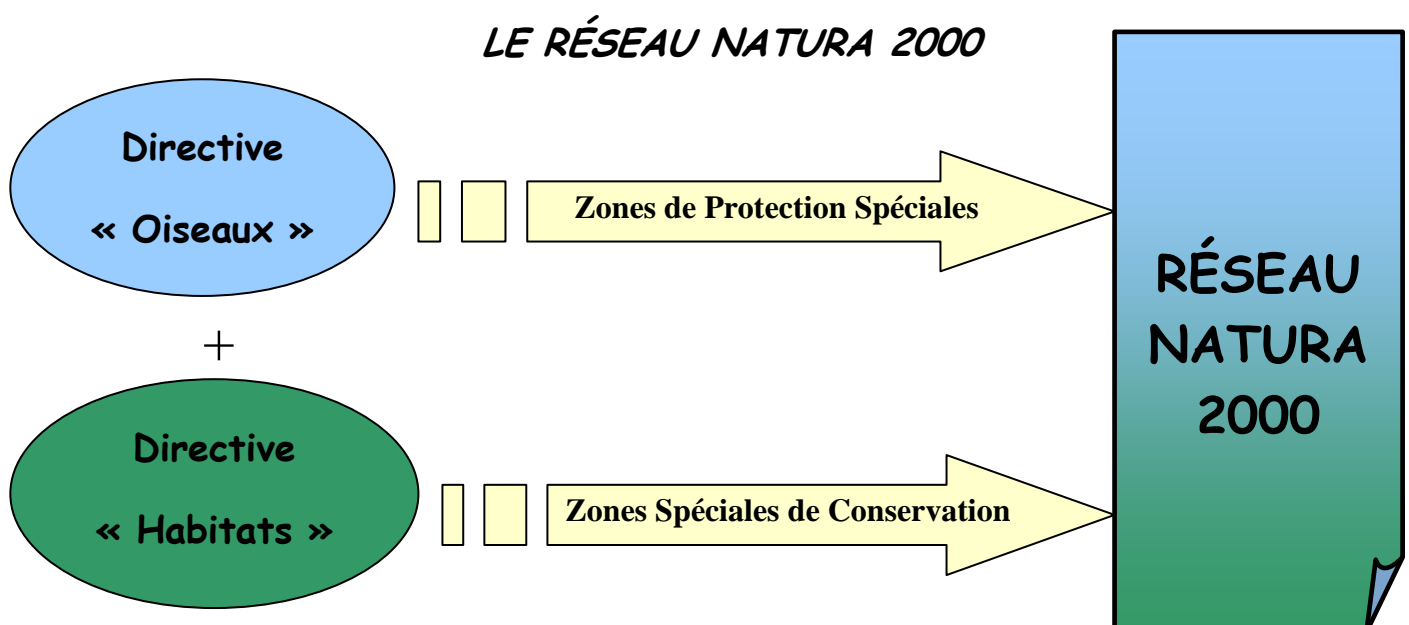 LE RÉSEAU NATURA 2000
Directive
« Oiseaux »
Zones de Protection Spéciales
+
Directive
« Habitats »
Zones Spéciales de Conservation
RÉSEAU
NATURA
2000